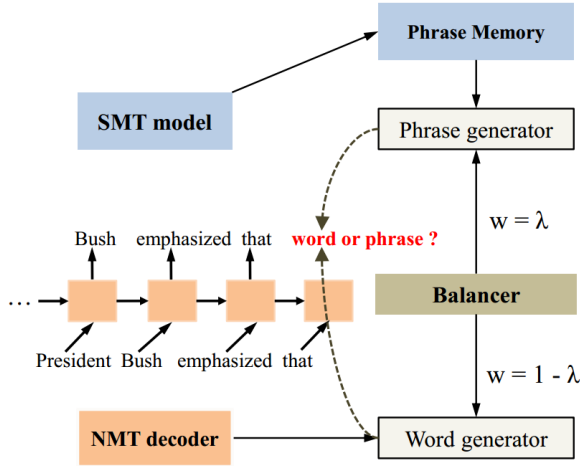 Phrase Memory
SMT model
Phrase generator
Bush emphasized that word or phrase ?
w = λ
... 
Balancer
President Bush emphasized that
w = 1 - λ
NMT decoder
Word generator